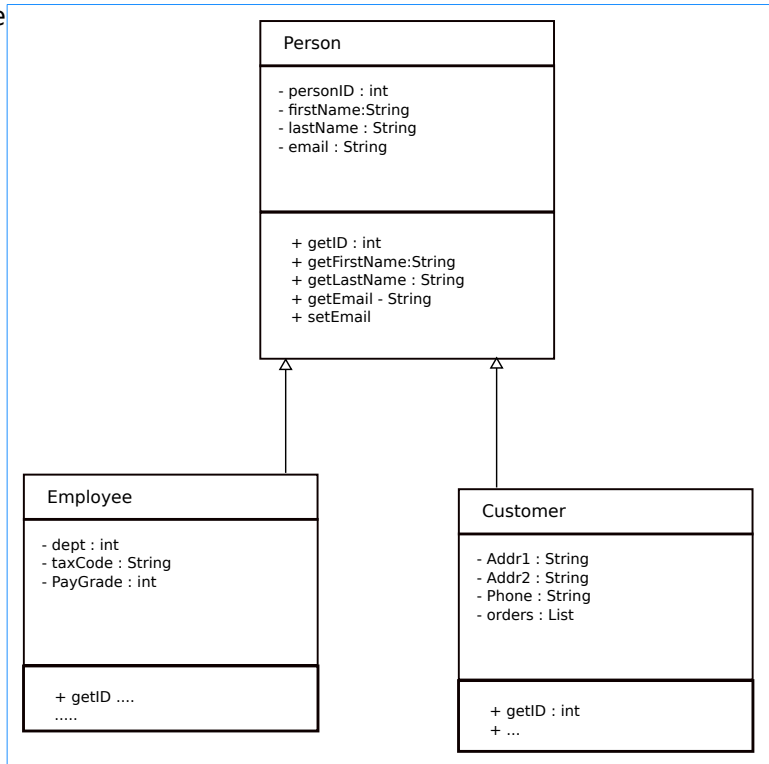 e
Person
- personID : int
- firstName:String
- lastName : String
- email : String
+ getID : int
+ getFirstName:String
+ getLastName : String
+ getEmail - String
+ setEmail
Employee
- dept : int
- taxCode : String
- PayGrade : int
+ getID ....
.....
Customer
- Addr1 : String
- Addr2 : String
- Phone : String
- orders : List
+ getID : int
+ ...